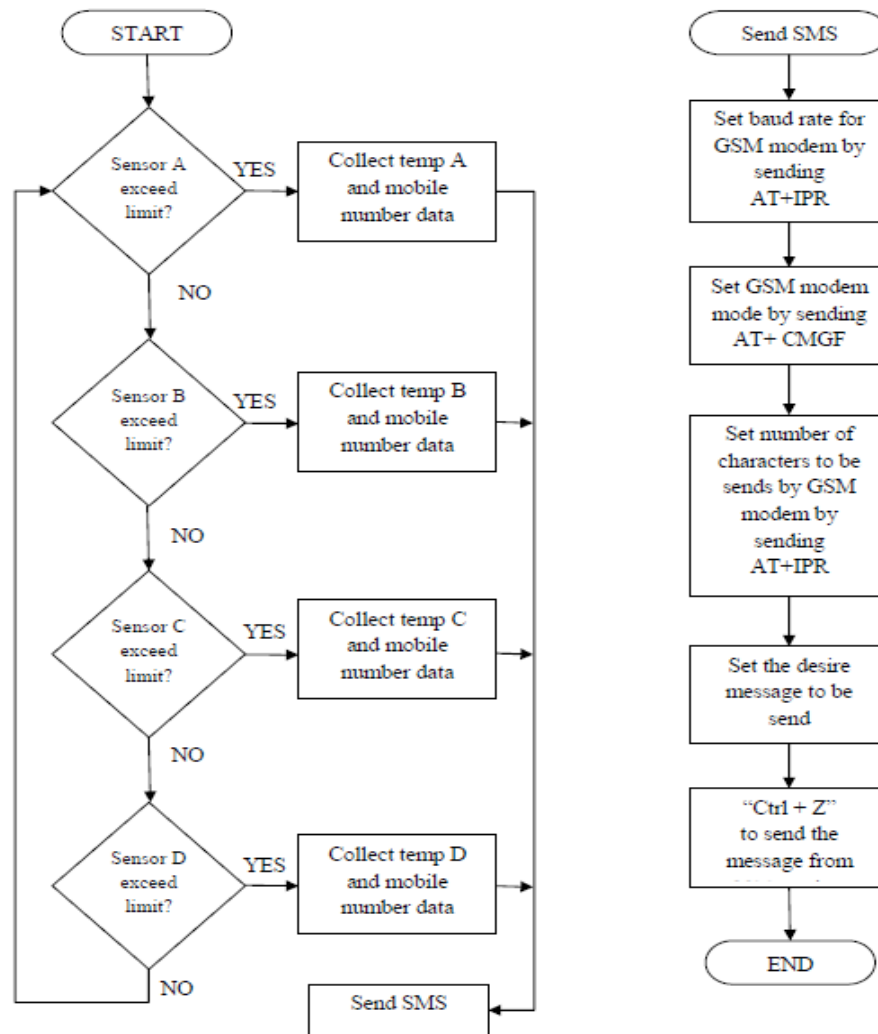 START
Sensor A
exceed
limit?
YES
Collect temp A
and mobile
number data
NO
Sensor B
exceed
limit?
YES
Collect temp B
and mobile
number data
NO
Sensor C
exceed
limit?
YES
Collect temp C
and mobile
number data
NO
Sensor D
exceed
limit?
YES
Collect temp D
and mobile
number data
NO
Send SMS
Send SMS
Set baud rate for
GSM modem by
sending
AT+IPR
Set GSM modem
mode by sending
AT+ CMGF
Set number of
characters to be
sends by GSM
modem by
sending
AT+IPR
Set the desire
message to be
send
“Ctrl + Z”
to send the
message from
END